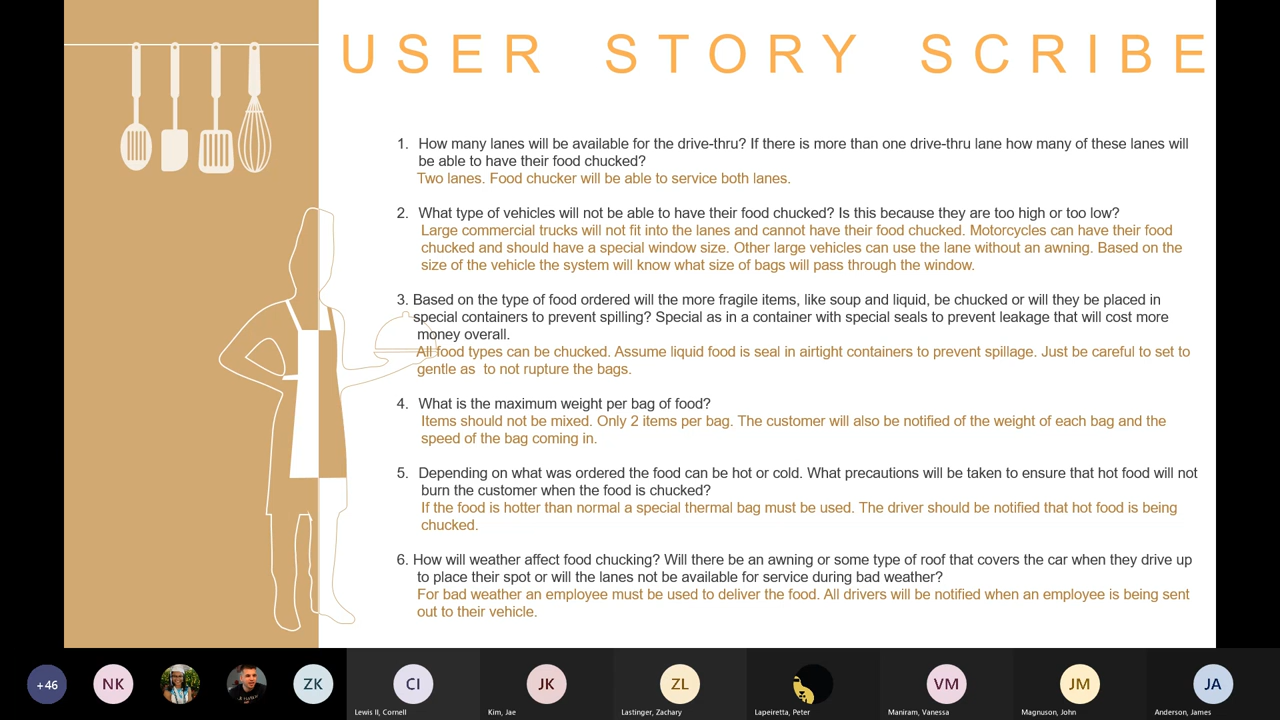 USER STORY SCRIBE
1. How many lanes will be available for the drive-thru? If there is more than one drive-thru lane how many of these lanes will
be able to have their food chucked?
Two lanes. Food chucker will be able to service both lanes.
2. What type of vehicles will not be able to have their food chucked? Is this because they are too high or too low?
Large commercial trucks will not fit into the lanes and cannot have their food chucked. Motorcycles can have their food
chucked and should have a special window size. Other large vehicles can use the lane without an awning. Based on the
size of the vehicle the system will know what size of bags will pass through the window.
3. Based on the type of food ordered will the more fragile items, like soup and liquid, be chucked or will they be placed in
special containers to prevent spilling? Special as in a container with special seals to prevent leakage that will cost more
money overall.
All food types can be chucked. Assume liquid food is seal in airtight containers to prevent spillage. Just be careful to set to
gentle as to not rupture the bags.
4. What is the maximum weight per bag of food?
Items should not be mixed. Only 2 items per bag. The customer will also be notified of the weight of each bag and the
speed of the bag coming in.
5. Depending on what was ordered the food can be hot or cold. What precautions will be taken to ensure that hot food will not
burn the customer when the food is chucked?
If the food is hotter than normal a special thermal bag must be used. The driver should be notified that hot food is being
chucked.
6. How will weather affect food chucking? Will there be an awning or some type of roof that covers the car when they drive up
to place their spot or will the lanes not be available for service during bad weather?
For bad weather an employee must be used to deliver the food. All drivers will be notified when an employee is being sent
out to their vehicle.
+46 NK ZK CI JK ZL VM JM JA
Lewis II, Cornell Kim, Jae Lastinger, Zachary Lapeiretta, Peter Maniram, Vanessa Magnuson, John Anderson, James